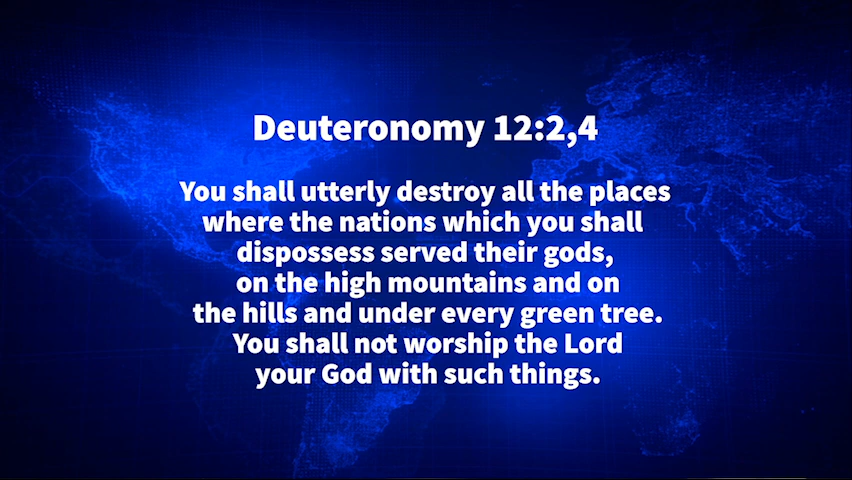 Deuteronomy 12:2,4
You shall utterly destroy all the places
where the nations which you shall
dispossess served their gods,
on the high mountains and on
the hills and under every green tree.
You shall not worship the Lord
your God with such things.